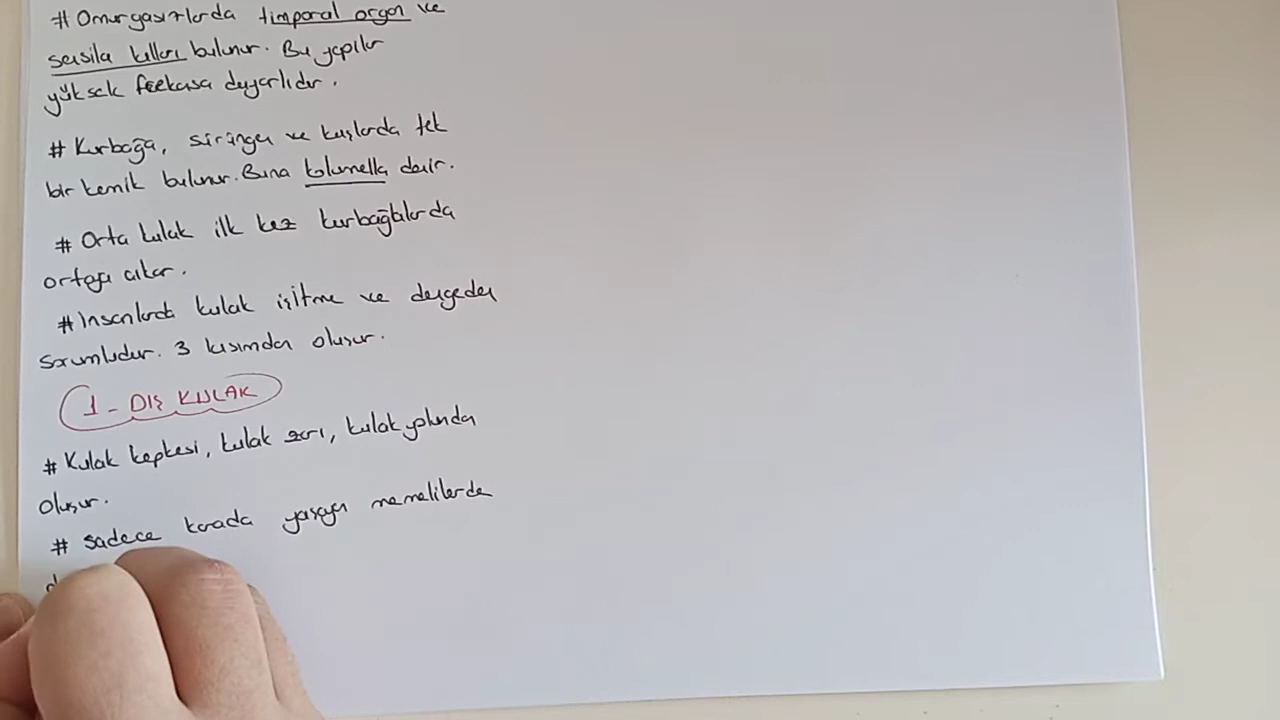 # Omurgasızlarda timpanal organ ve
sensila kılları bulunur. Bu yapılar
yüksek frekansa duyarlıdır.
# Kurbağa, sürüngen ve kuşlarda tek
bir kemik bulunur. Buna kolumella denir.
# Orta kulak ilk kez kurbağalarda
ortaya çıkar.
# İnsanlarda kulak işitme ve dengeden
sorumludur. 3 kısımdan oluşur.
1- DIŞ KULAK
# Kulak kepçesi, kulak zarı, kulak yolundan
oluşur.
# Sadece karada yaşayan memelilerde